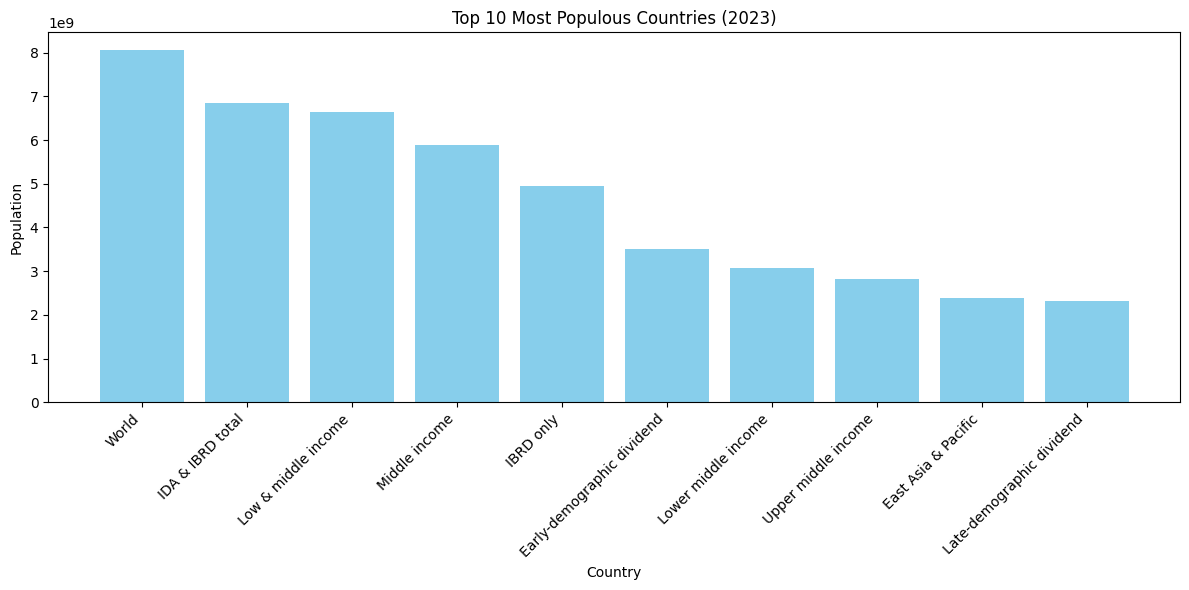 Top 10 Most Populous Countries (2023)
1e9
8
7
6
5
4
3
2
1
0
Population
World
IDA & IBRD total
Low & middle income
Middle income
IBRD only
Early-demographic dividend
Lower middle income
Upper middle income
East Asia & Pacific
Late-demographic dividend
Country